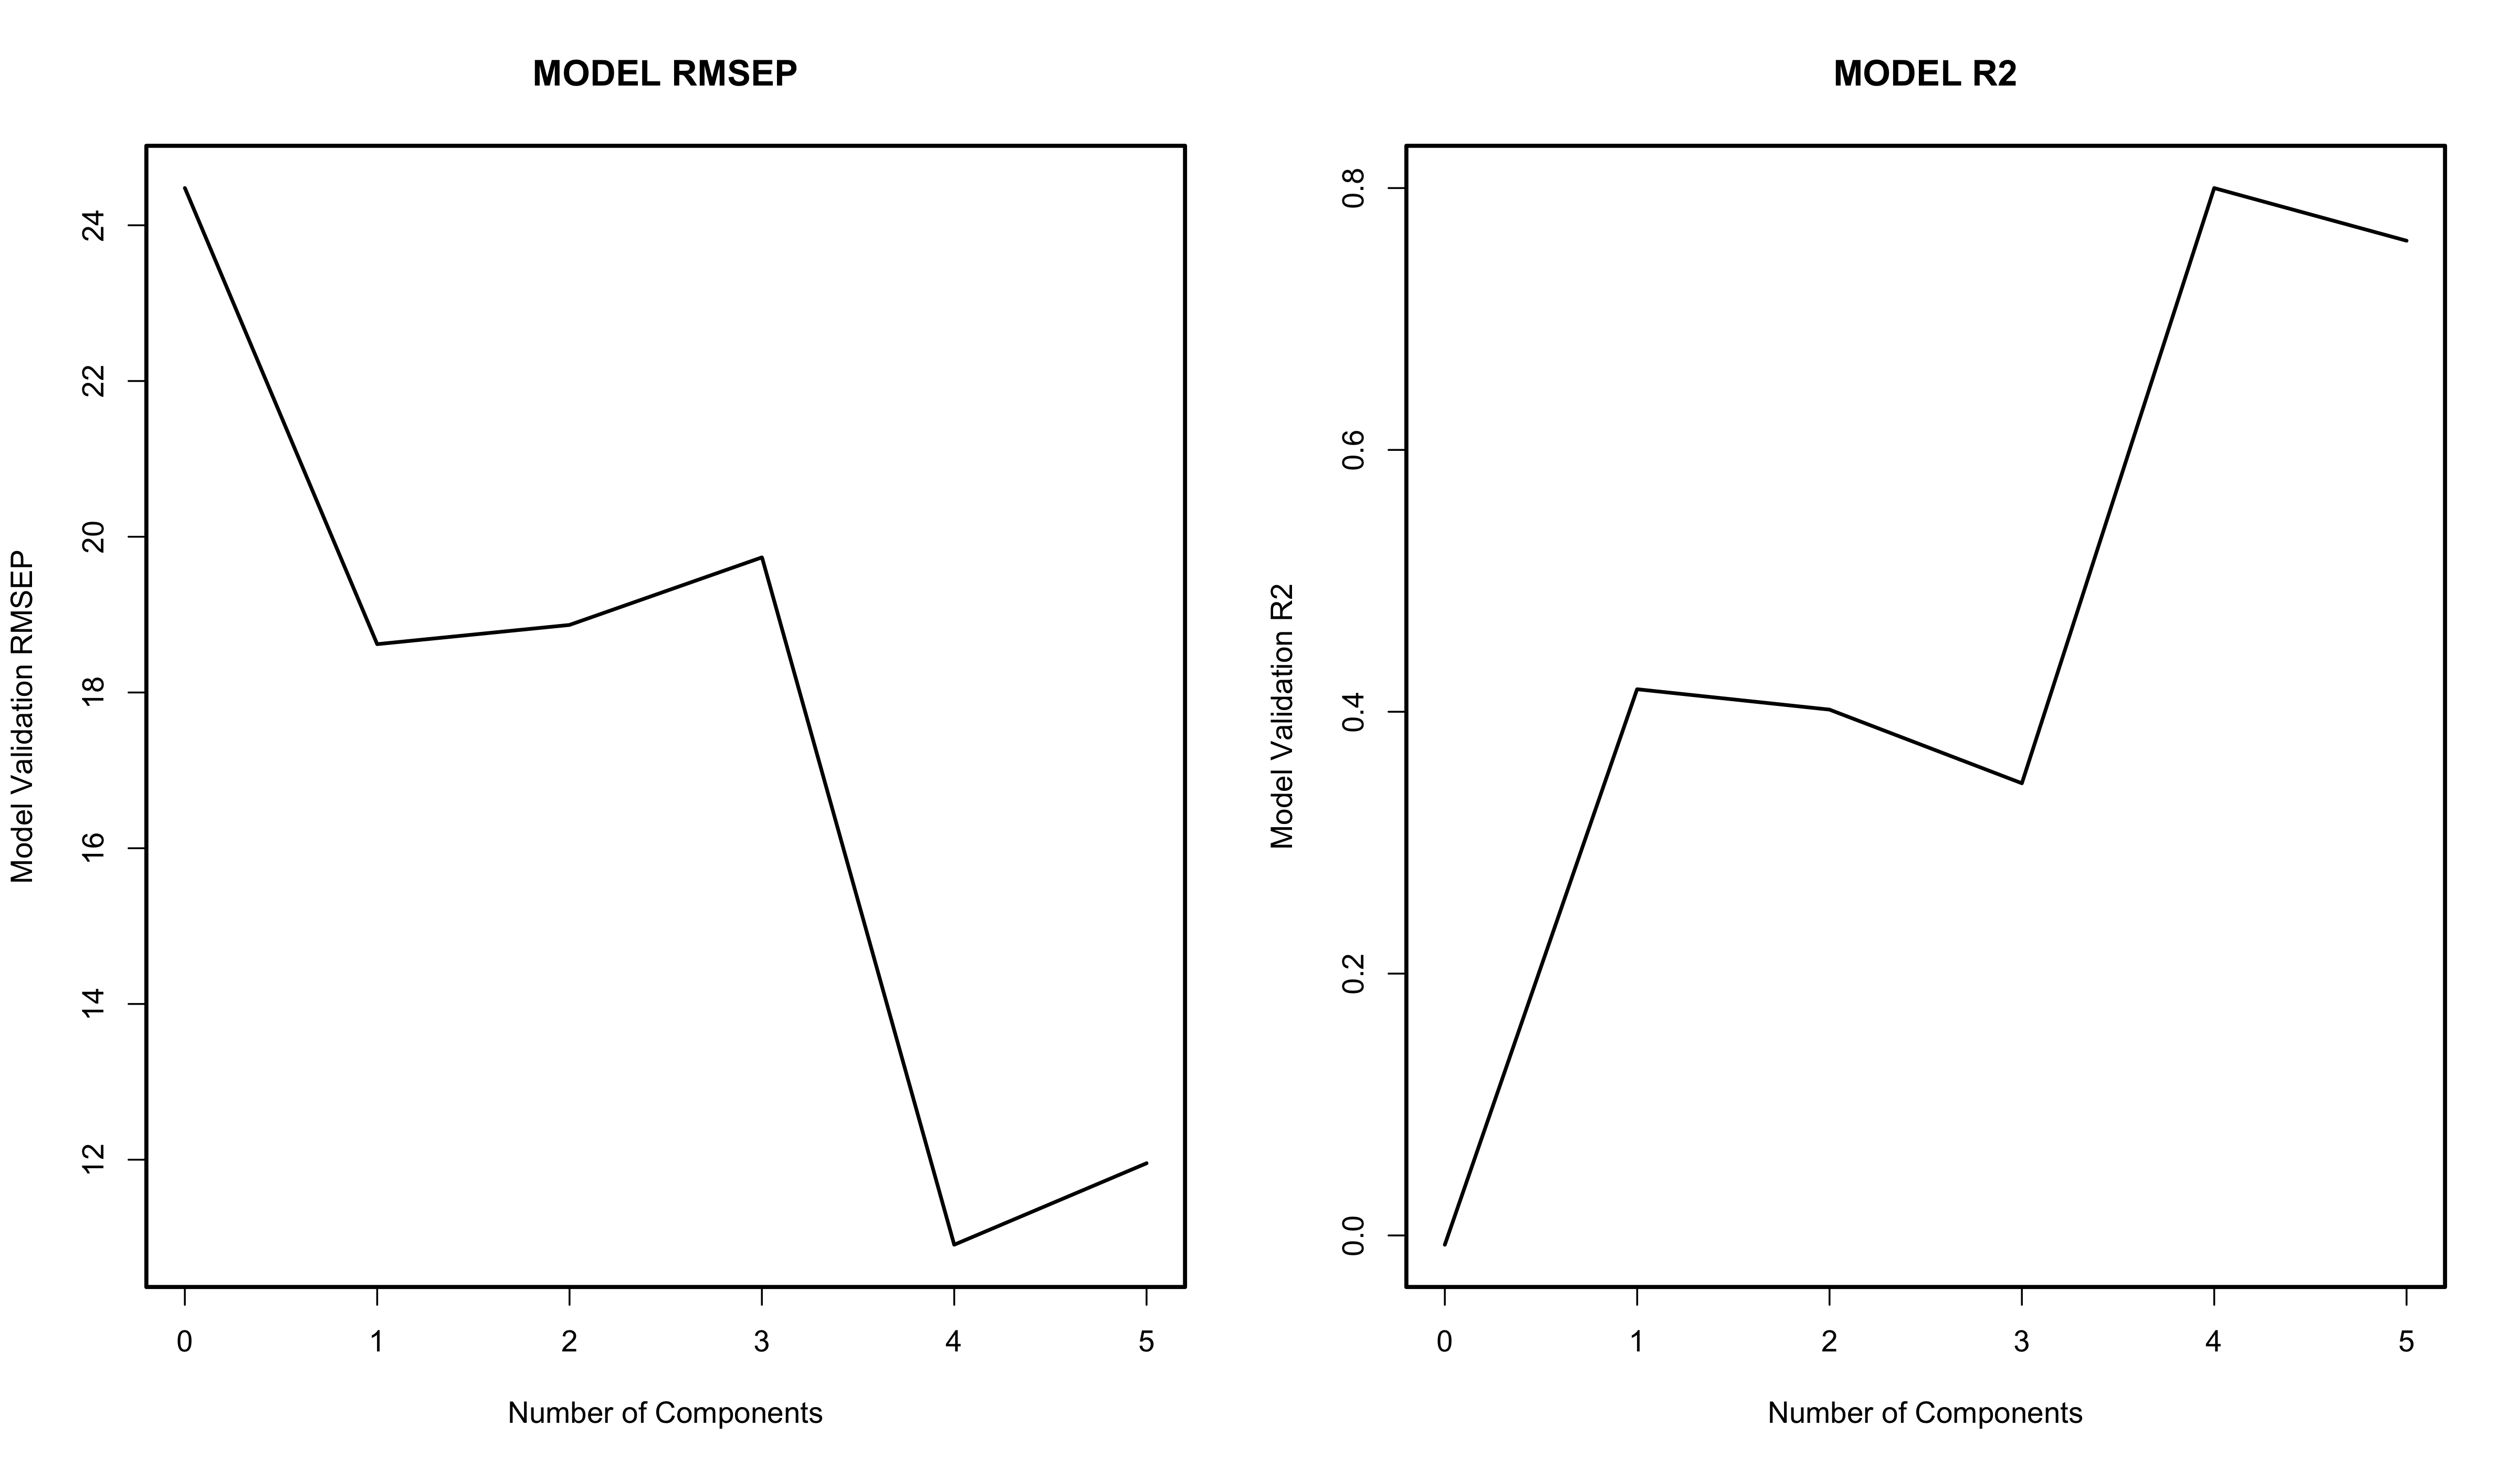 MODEL RMSEP
Model Validation RMSEP
24
22
20
18
16
14
12
0 1 2 3 4 5
Number of Components
MODEL R2
Model Validation R2
0.8
0.6
0.4
0.2
0.0
0 1 2 3 4 5
Number of Components